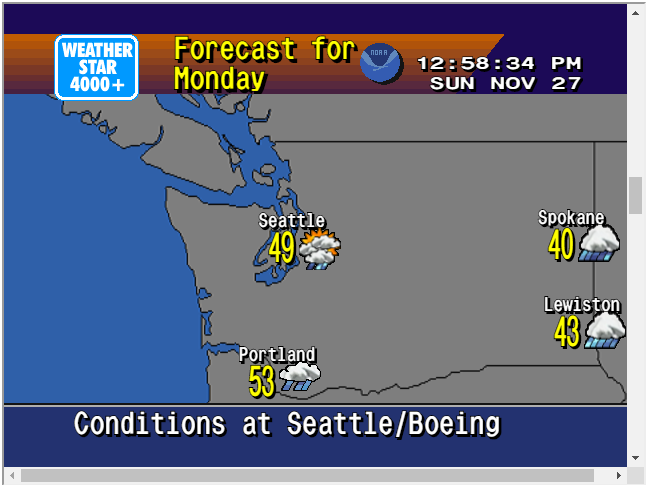 WEATHER
STAR
4000+
Forecast for
Monday
NOAA
12:58:34 PM
SUN NOV 27
Seattle
49
Spokane
40
Lewiston
43
Portland
53
Conditions at Seattle/Boeing